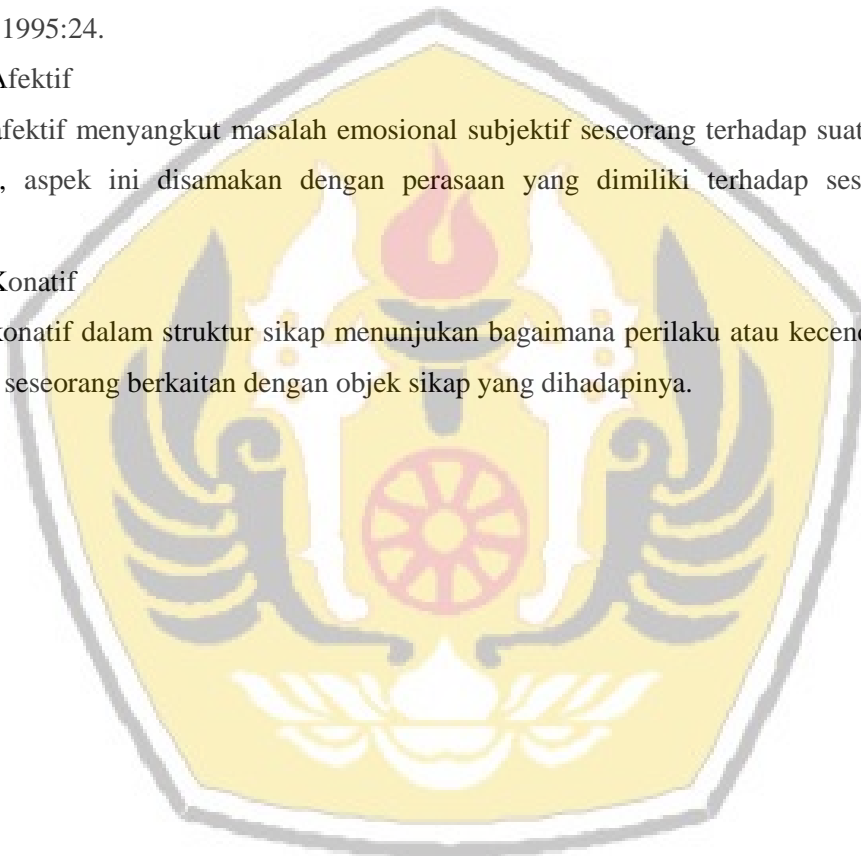 1995:24.
Afektif
afektif menyangkut masalah emosional subjektif seseorang terhadap suat
, aspek ini disamakan dengan perasaan yang dimiliki terhadap ses
Konatif
konatif dalam struktur sikap menunjukan bagaimana perilaku atau kecend
seseorang berkaitan dengan objek sikap yang dihadapinya.